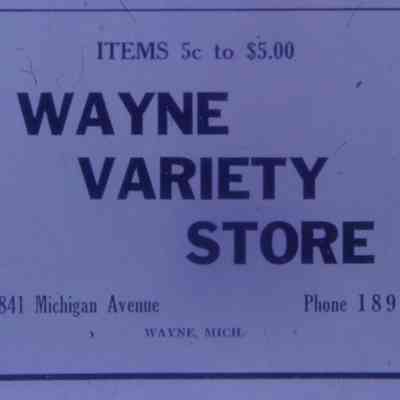 ITEMS 5c to $5.00
WAYNE
VARIETY
STORE
841 Michigan Avenue Phone 189
WAYNE, MICH.